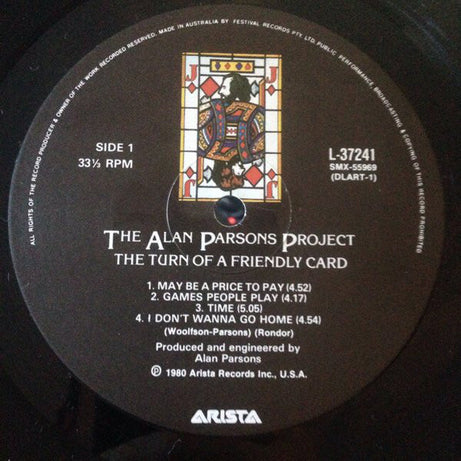 ALL RIGHTS OF THE RECORD PRODUCER & OWNER OF THE WORK RECORDED RESERVED. MADE IN AUSTRALIA BY FESTIVAL RECORDS PTY. LTD. PUBLIC PERFORMANCE, BROADCASTING & COPYING OF THIS RECORD PROHIBITED
J J
SIDE 1
33⅓ RPM
L-37241
SMX-55969
(DLART-1)
THE ALAN PARSONS PROJECT
THE TURN OF A FRIENDLY CARD
1. MAY BE A PRICE TO PAY (4.52)
2. GAMES PEOPLE PLAY (4.17)
3. TIME (5.05)
4. I DON'T WANNA GO HOME (4.54)
(Woolfson-Parsons) (Rondor)
Produced and engineered by
Alan Parsons
℗ 1980 Arista Records Inc., U.S.A.
ARISTA